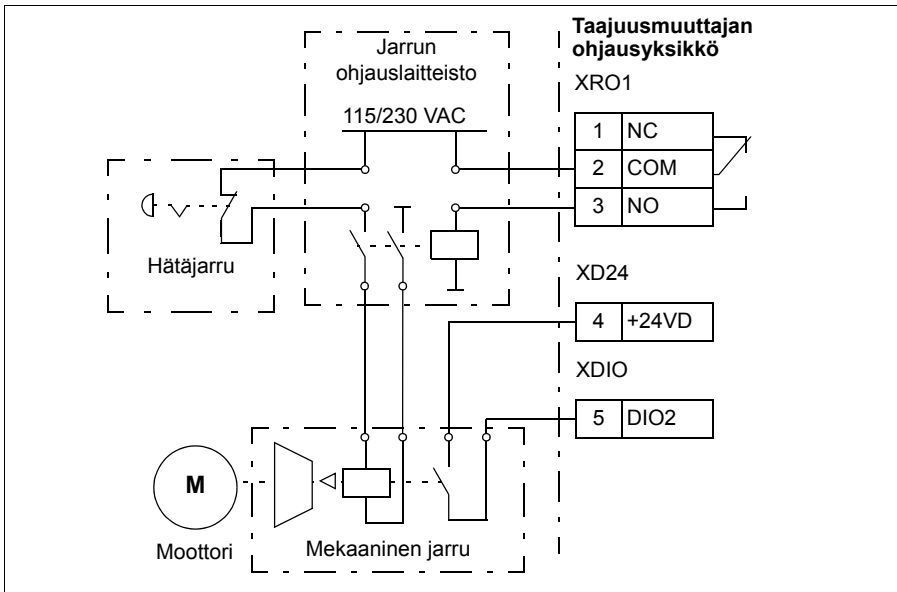 Taajuusmuuttajan
ohjausyksikkö
Jarrun
ohjauslaitteisto
115/230 VAC
XRO1
1 NC
2 COM
3 NO
Hätäjarru
XD24
4 +24VD
XDIO
5 DIO2
M
Moottori
Mekaaninen jarru